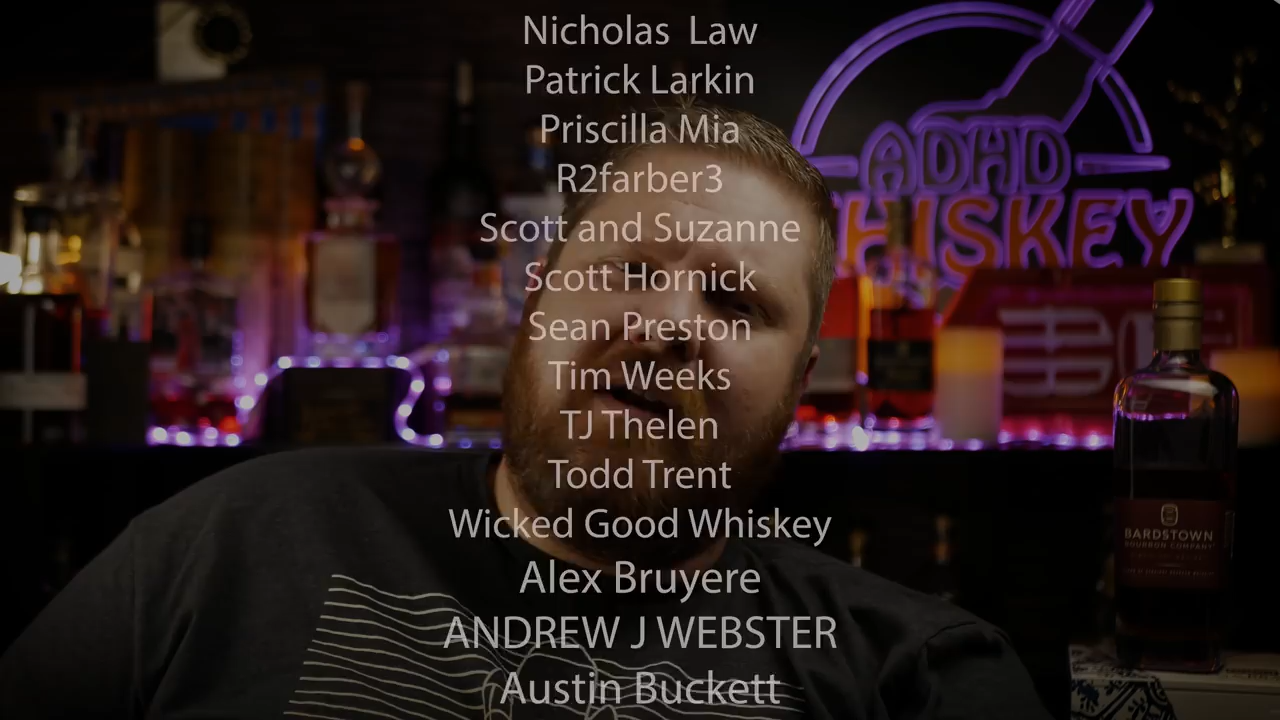 Nicholas  Law
Patrick Larkin
Priscilla Mia
R2farber3
Scott and Suzanne
Scott Hornick
Sean Preston
Tim Weeks
TJ Thelen
Todd Trent
Wicked Good Whiskey
Alex Bruyere
ANDREW J WEBSTER
Austin Buckett
ADHD
HISKEY
BARDSTOWN
BOURBON COMPANY